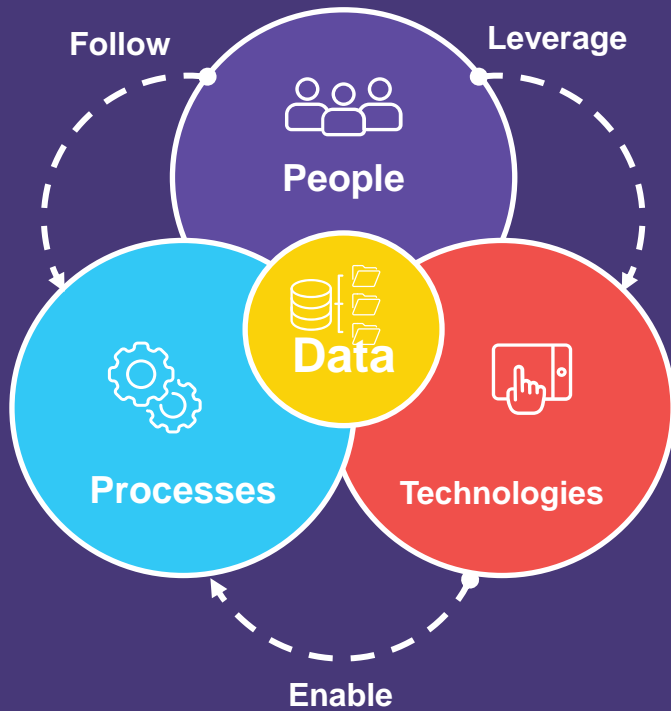 Follow
Leverage
People
Data
Processes
Technologies
Enable